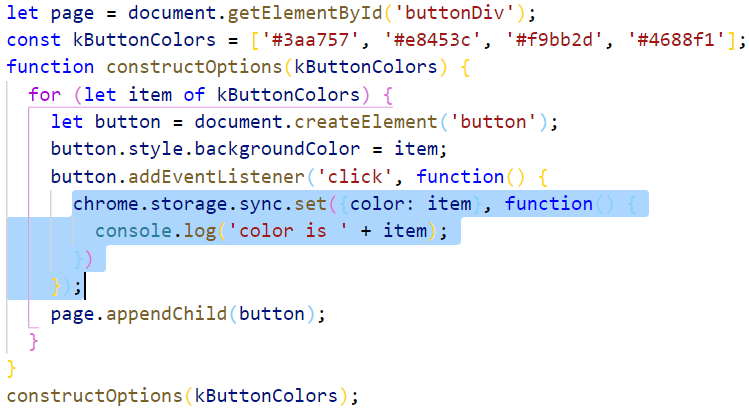 let page = document.getElementById('buttonDiv');
const kButtonColors = ['#3aa757', '#e8453c', '#f9bb2d', '#4688f1'];
function constructOptions(kButtonColors) {
  for (let item of kButtonColors) {
    let button = document.createElement('button');
    button.style.backgroundColor = item;
    button.addEventListener('click', function() {
      chrome.storage.sync.set({color: item}, function() {
        console.log('color is ' + item);
      })
    });
    page.appendChild(button);
  }
}
constructOptions(kButtonColors);